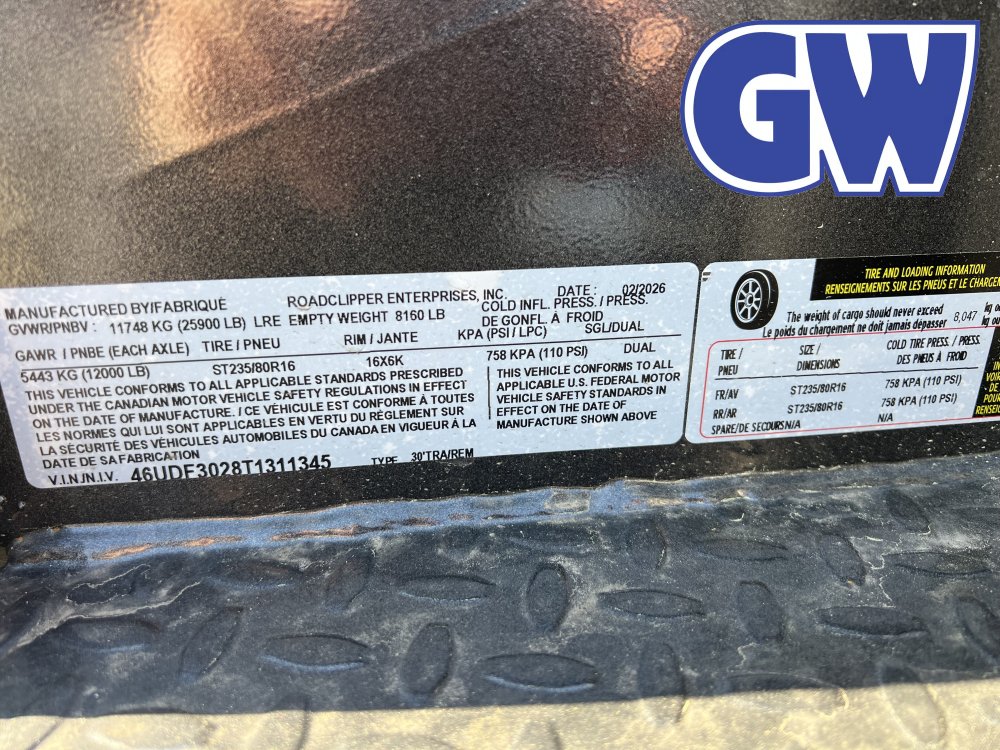 GW
MANUFACTURED BY/FABRIQUÉ ROADCLIPPER ENTERPRISES, INC. DATE : 02/2026
GVWR/PNBV : 11748 KG (25900 LB) LRE EMPTY WEIGHT 8160 LB COLD INFL. PRESS./PRESS.
DE GONFL. À FROID
GAWR / PNBE (EACH AXLE) TIRE / PNEU RIM / JANTE KPA (PSI / LPC) SGL/DUAL
5443 KG (12000 LB) ST235/80R16 16X6K 758 KPA (110 PSI) DUAL
THIS VEHICLE CONFORMS TO ALL APPLICABLE STANDARDS PRESCRIBED
UNDER THE CANADIAN MOTOR VEHICLE SAFETY REGULATIONS IN EFFECT
ON THE DATE OF MANUFACTURE. / CE VÉHICULE EST CONFORME À TOUTES
LES NORMES QUI LUI SONT APPLICABLES EN VERTU DU RÈGLEMENT SUR
LA SÉCURITÉ DES VÉHICULES AUTOMOBILES DU CANADA EN VIGUEUR À LA
DATE DE SA FABRICATION
THIS VEHICLE CONFORMS TO ALL
APPLICABLE U.S. FEDERAL MOTOR
VEHICLE SAFETY STANDARDS IN
EFFECT ON THE DATE OF
MANUFACTURE SHOWN ABOVE
V.I.N./N.I.V. 46UDF3028T1311345 TYPE 30'TRA/REM
TIRE AND LOADING INFORMATION
RENSEIGNEMENTS SUR LES PNEUS ET LE
The weight of cargo should never exceed
Le poids du chargement ne doit jamais dépasser 8,047 kg
TIRE / SIZE / COLD TIRE PRESS. / PRESS.
PNEU DIMENSIONS DES PNEUS À FROID
FR/AV ST235/80R16 758 KPA (110 PSI)
RR/AR ST235/80R16 758 KPA (110 PSI)
SPARE/DE SECOURS N/A N/A